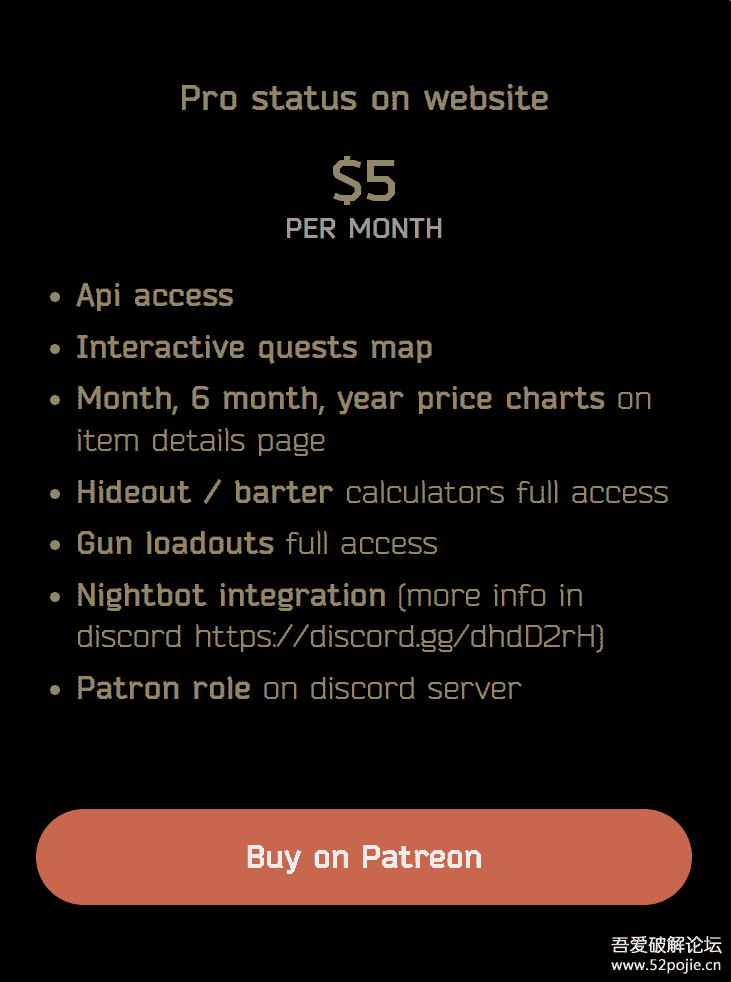 Pro status on website
$5
PER MONTH
• Api access
• Interactive quests map
• Month, 6 month, year price charts on
item details page
• Hideout / barter calculators full access
• Gun loadouts full access
• Nightbot integration (more info in
discord https://discord.gg/dhdD2rH)
• Patron role on discord server
Buy on Patreon
吾爱破解论坛
www.52pojie.cn